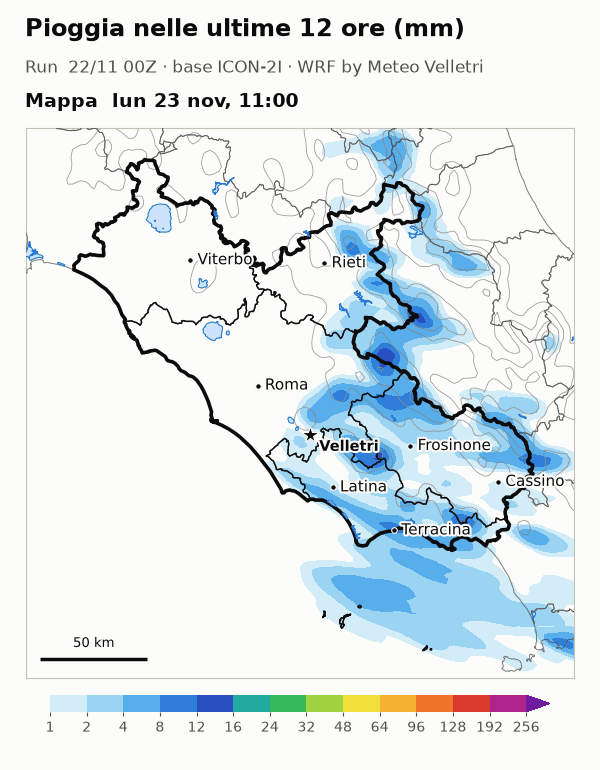 Pioggia nelle ultime 12 ore (mm)
Run  22/11 00Z · base ICON-2I · WRF by Meteo Velletri
Mappa  lun 23 nov, 11:00
Viterbo
Rieti
Roma
Velletri
Frosinone
Latina
Cassino
Terracina
50 km
1 2 4 8 12 16 24 32 48 64 96 128 192 256